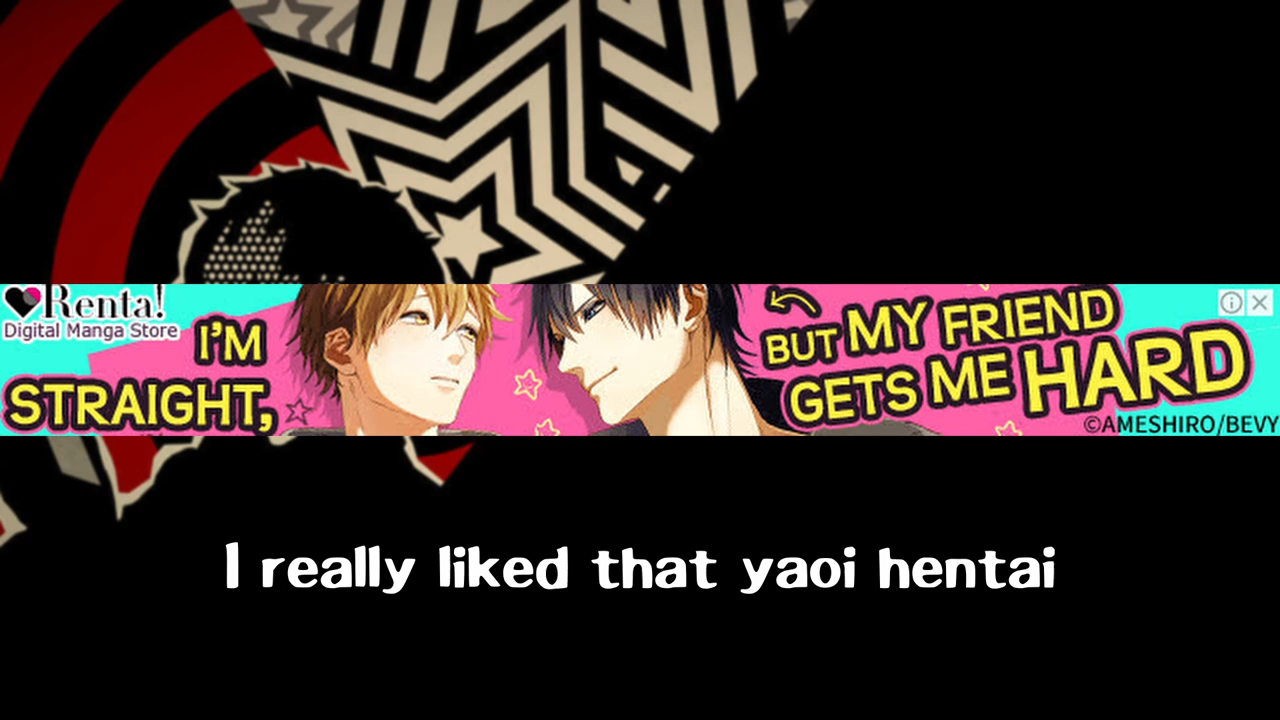 Renta!
Digital Manga Store
I'M
STRAIGHT,
BUT MY FRIEND
GETS ME HARD
©AMESHIRO/BEVY
I really liked that yaoi hentai